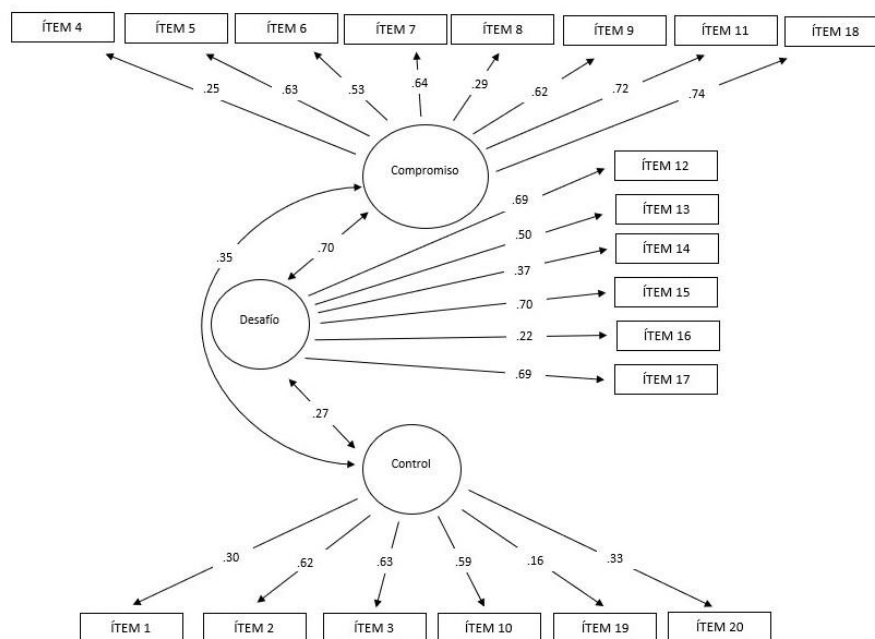 ÍTEM 4
ÍTEM 5
ÍTEM 6
ÍTEM 7
ÍTEM 8
ÍTEM 9
ÍTEM 11
ÍTEM 18
.25
.63
.53
.64
.29
.62
.72
.74
Compromiso
ÍTEM 12
.69
ÍTEM 13
.50
ÍTEM 14
.37
.70
.35
ÍTEM 15
.70
Desafío
ÍTEM 16
.22
ÍTEM 17
.69
.27
Control
.30
.62
.63
.59
.16
.33
ÍTEM 1
ÍTEM 2
ÍTEM 3
ÍTEM 10
ÍTEM 19
ÍTEM 20